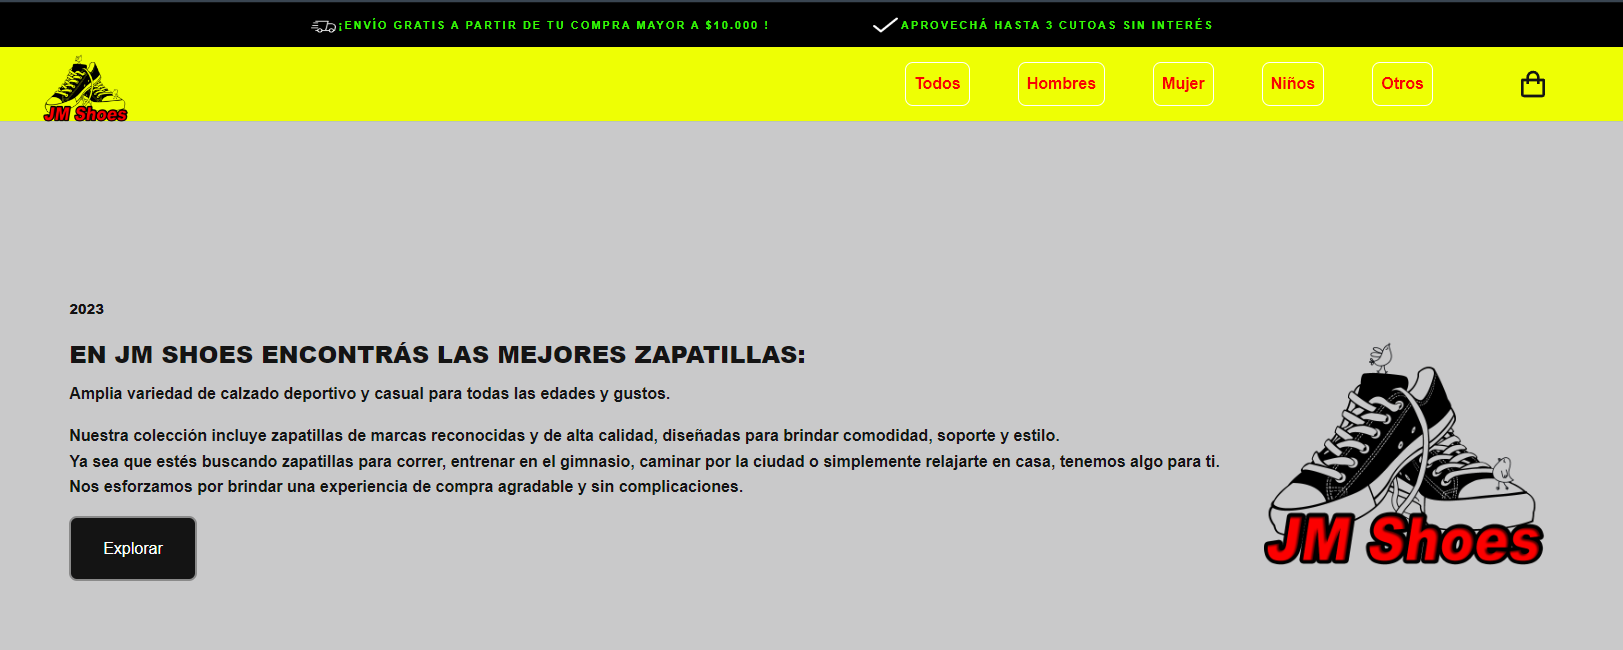 ¡ENVÍO GRATIS A PARTIR DE TU COMPRA MAYOR A $10.000 !
APROVECHÁ HASTA 3 CUTOAS SIN INTERÉS
JM Shoes
Todos
Hombres
Mujer
Niños
Otros
2023
EN JM SHOES ENCONTRÁS LAS MEJORES ZAPATILLAS:
Amplia variedad de calzado deportivo y casual para todas las edades y gustos.
Nuestra colección incluye zapatillas de marcas reconocidas y de alta calidad, diseñadas para brindar comodidad, soporte y estilo.
Ya sea que estés buscando zapatillas para correr, entrenar en el gimnasio, caminar por la ciudad o simplemente relajarte en casa, tenemos algo para ti.
Nos esforzamos por brindar una experiencia de compra agradable y sin complicaciones.
Explorar
JM Shoes